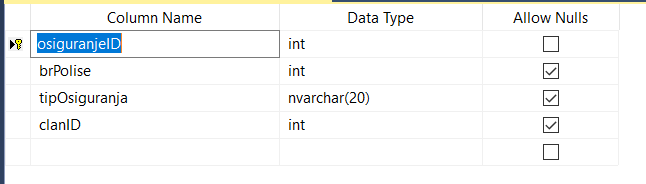 Column Name Data Type Allow Nulls
osiguranjeID int
brPolise int
tipOsiguranja nvarchar(20)
clanID int